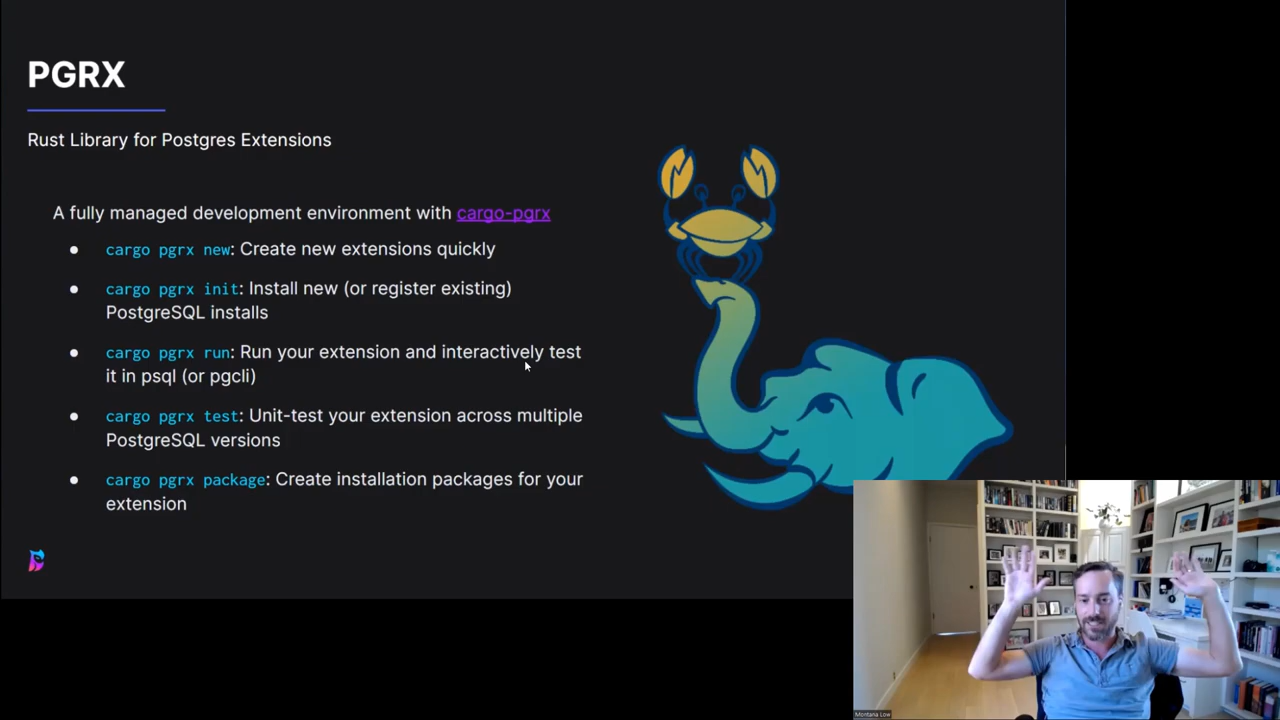 PGRX
Rust Library for Postgres Extensions
A fully managed development environment with cargo-pgrx
● cargo pgrx new: Create new extensions quickly
● cargo pgrx init: Install new (or register existing)
PostgreSQL installs
● cargo pgrx run: Run your extension and interactively test
it in psql (or pgcli)
● cargo pgrx test: Unit-test your extension across multiple
PostgreSQL versions
● cargo pgrx package: Create installation packages for your
extension
Montana Low